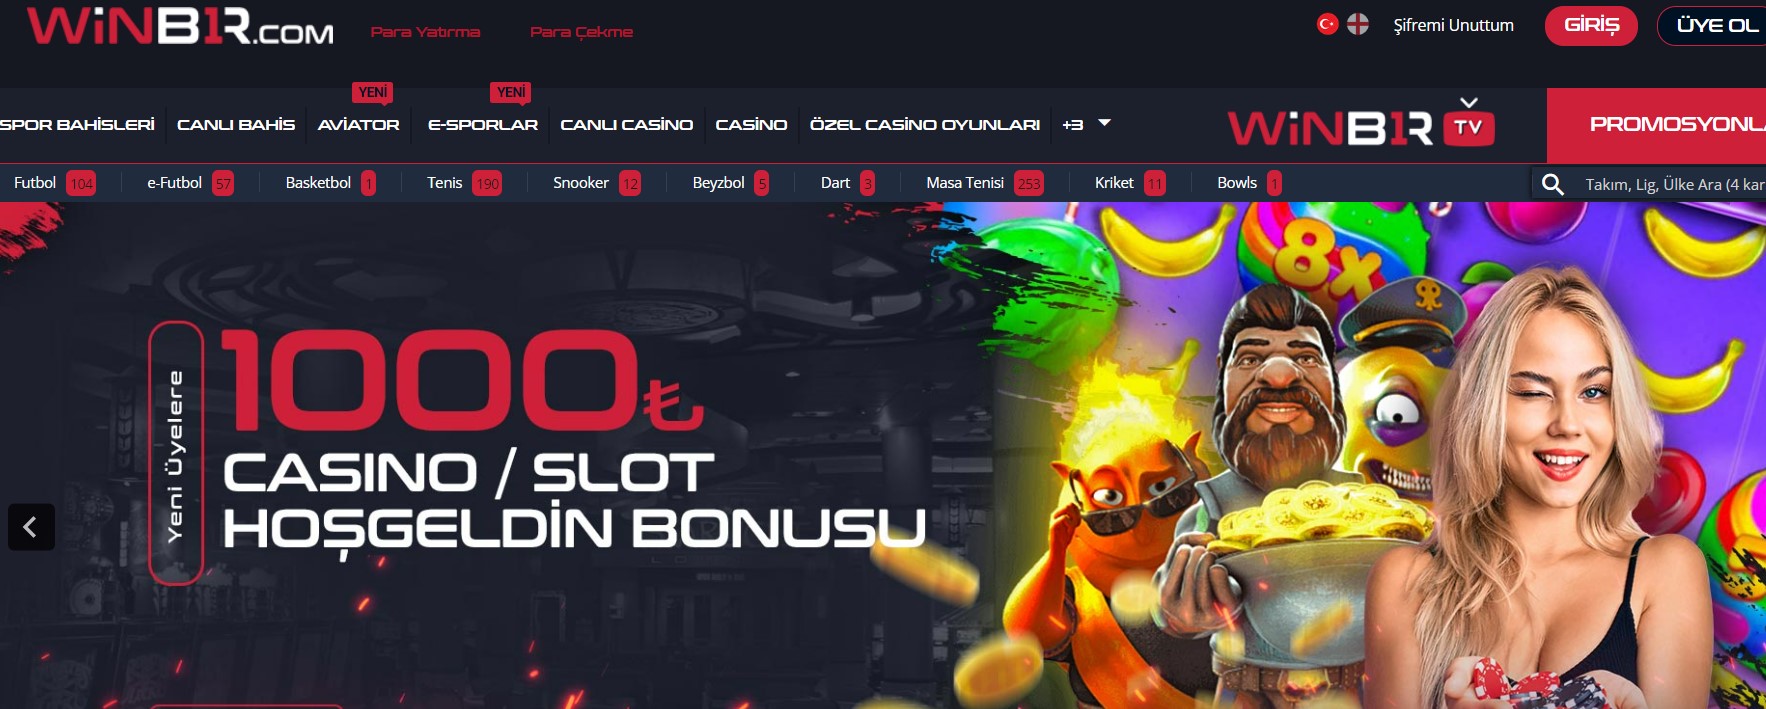 WiNB1R.COM
Para Yatırma
Para Çekme
Şifremi Unuttum
GİRİŞ
ÜYE OL
YENİ
YENİ
SPOR BAHİSLERİ
CANLI BAHİS
AVİATOR
E-SPORLAR
CANLI CASİNO
CASİNO
ÖZEL CASİNO OYUNLARI
+3
WiNB1R TV
PROMOSYONLA
Futbol 104
e-Futbol 57
Basketbol 1
Tenis 190
Snooker 12
Beyzbol 5
Dart 3
Masa Tenisi 253
Kriket 11
Bowls 1
Takım, Lig, Ülke Ara (4 kar
8x
Yeni Üyelere
1000₺
CASINO / SLOT
HOŞGELDİN BONUSU